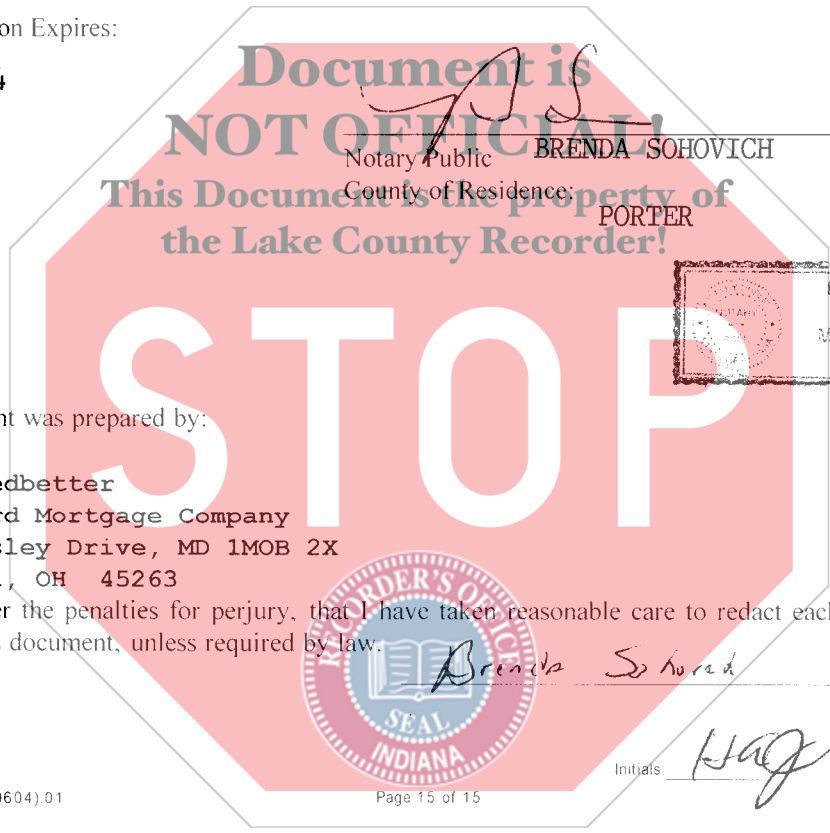 on Expires:
4
Document is
NOT OFFICIAL!
Notary Public BRENDA SOHOVICH
This Document is the property of
County of Residence:
PORTER
the Lake County Recorder!
NOTARY
STOP
nt was prepared by:
edbetter
rd Mortgage Company
sley Drive, MD 1MOB 2X
, OH 45263
er the penalties for perjury, that I have taken reasonable care to redact each
s document, unless required by law.
RECORDER'S OFFICE
SEAL
INDIANA
Initials:
9604).01
Page 15 of 15